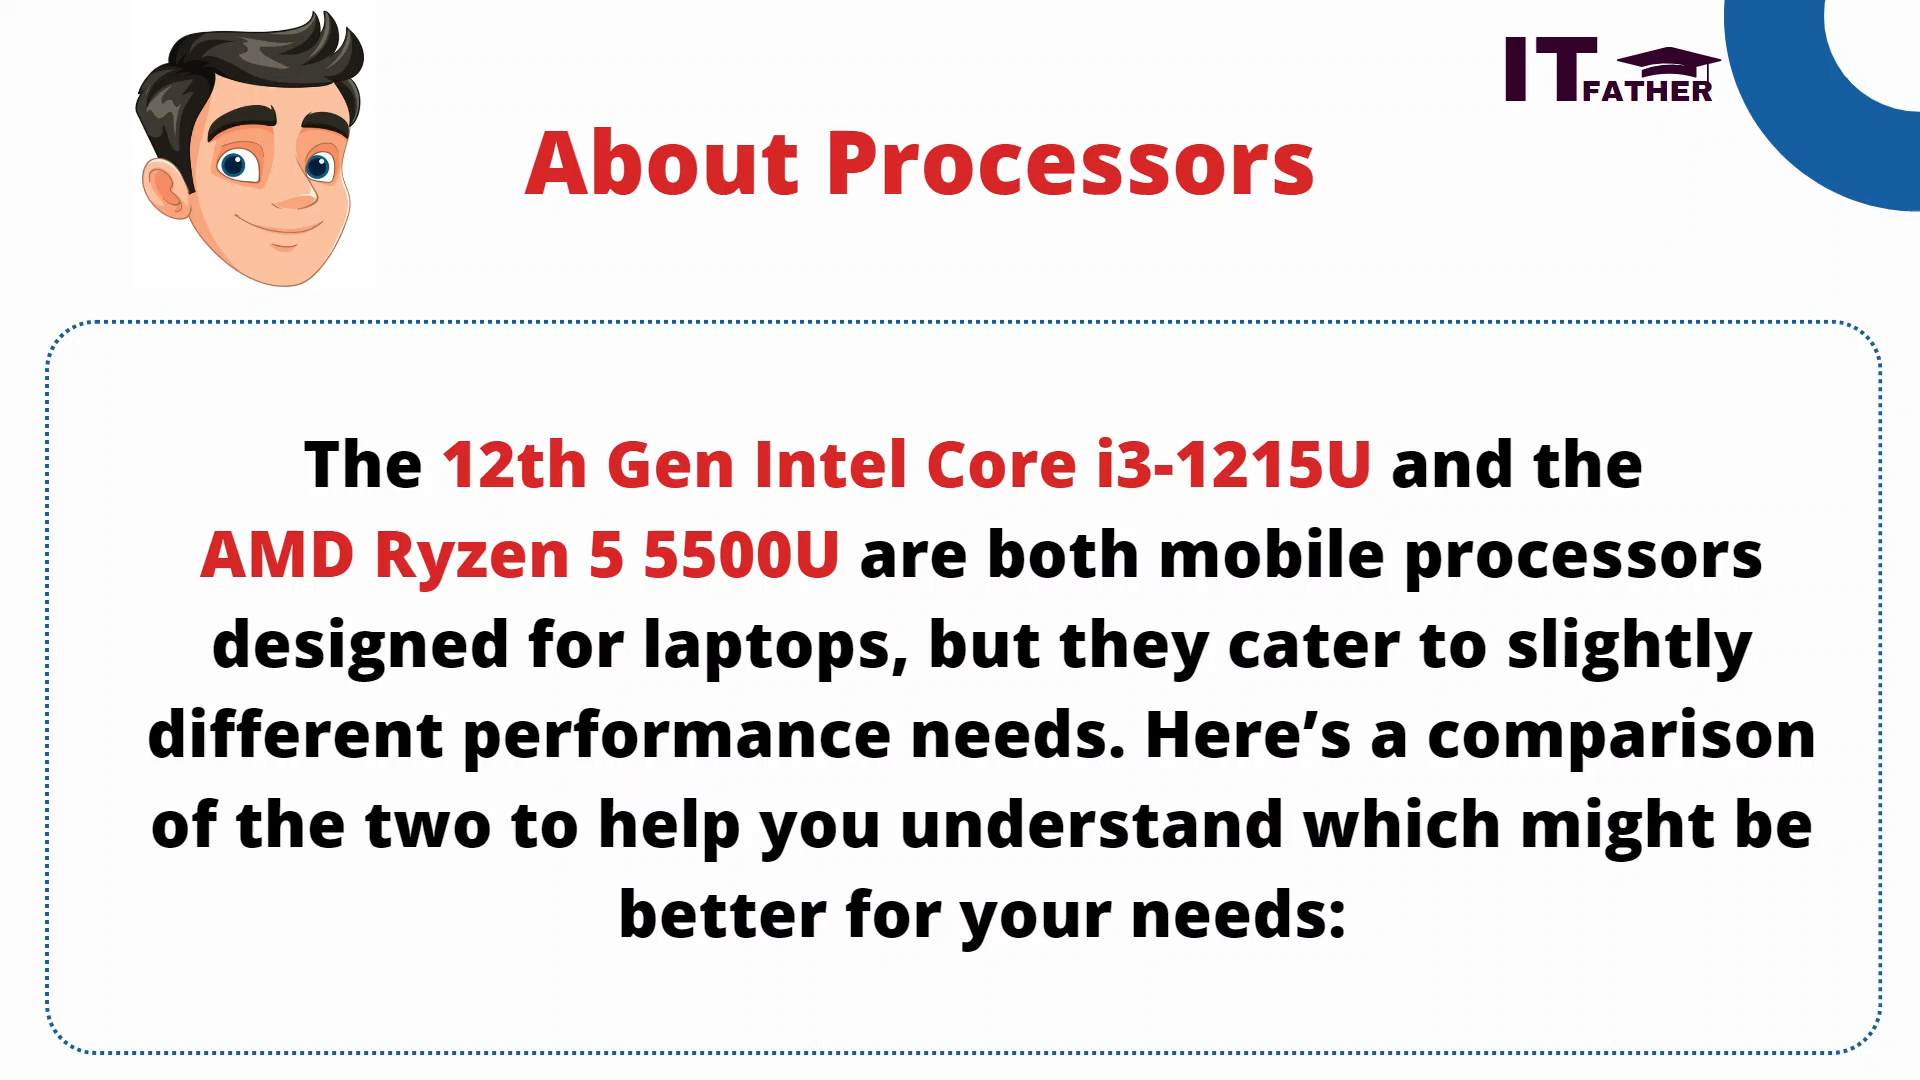 IT FATHER
About Processors
The 12th Gen Intel Core i3-1215U and the
AMD Ryzen 5 5500U are both mobile processors
designed for laptops, but they cater to slightly
different performance needs. Here’s a comparison
of the two to help you understand which might be
better for your needs: